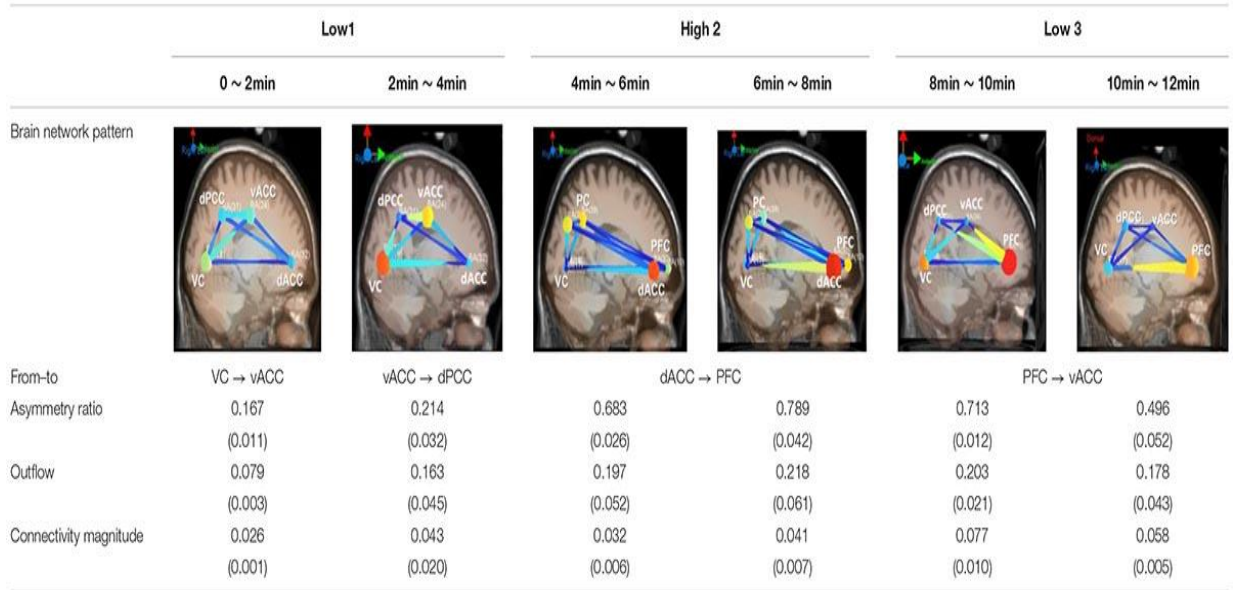 Low1 High 2 Low 3
0 ~ 2min 2min ~ 4min 4min ~ 6min 6min ~ 8min 8min ~ 10min 10min ~ 12min
Brain network pattern
dPCC vACC dPCC vACC PC PFC PC PFC dPCC vACC PFC dPCC vACC PFC
VC dACC VC dACC VC dACC VC dACC VC VC
From–to VC → vACC vACC → dPCC dACC → PFC PFC → vACC
Asymmetry ratio 0.167 0.214 0.683 0.789 0.713 0.496
(0.011) (0.032) (0.026) (0.042) (0.012) (0.052)
Outflow 0.079 0.163 0.197 0.218 0.203 0.178
(0.003) (0.045) (0.052) (0.061) (0.021) (0.043)
Connectivity magnitude 0.026 0.043 0.032 0.041 0.077 0.058
(0.001) (0.020) (0.006) (0.007) (0.010) (0.005)